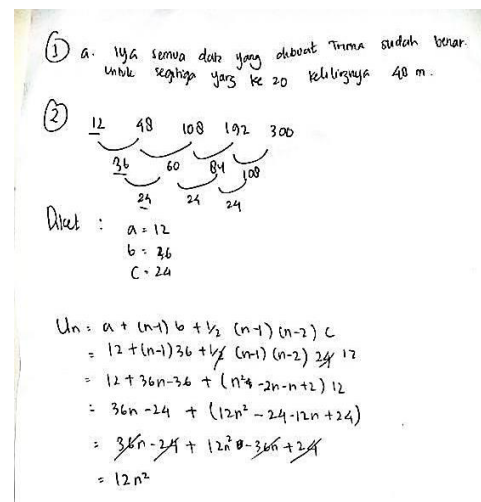 ① a. Iya semua data yang dibuat Trima sudah benar.
untuk segitiga yang ke 20 kelilingnya 40 m.
②
12 48 108 192 300
36 60 84 108
24 24 24
Diket :
a = 12
b = 36
c = 24
Un = a + (n-1) b + 1/2 (n-1) (n-2) c
= 12 + (n-1) 36 + 1/2 (n-1) (n-2) 24 12
= 12 + 36n - 36 + (n² - 2n - n + 2) 12
= 36n - 24 + (12n² - 24 - 12n + 24)
= 36n - 24 + 12n² - 36n + 24
= 12n²